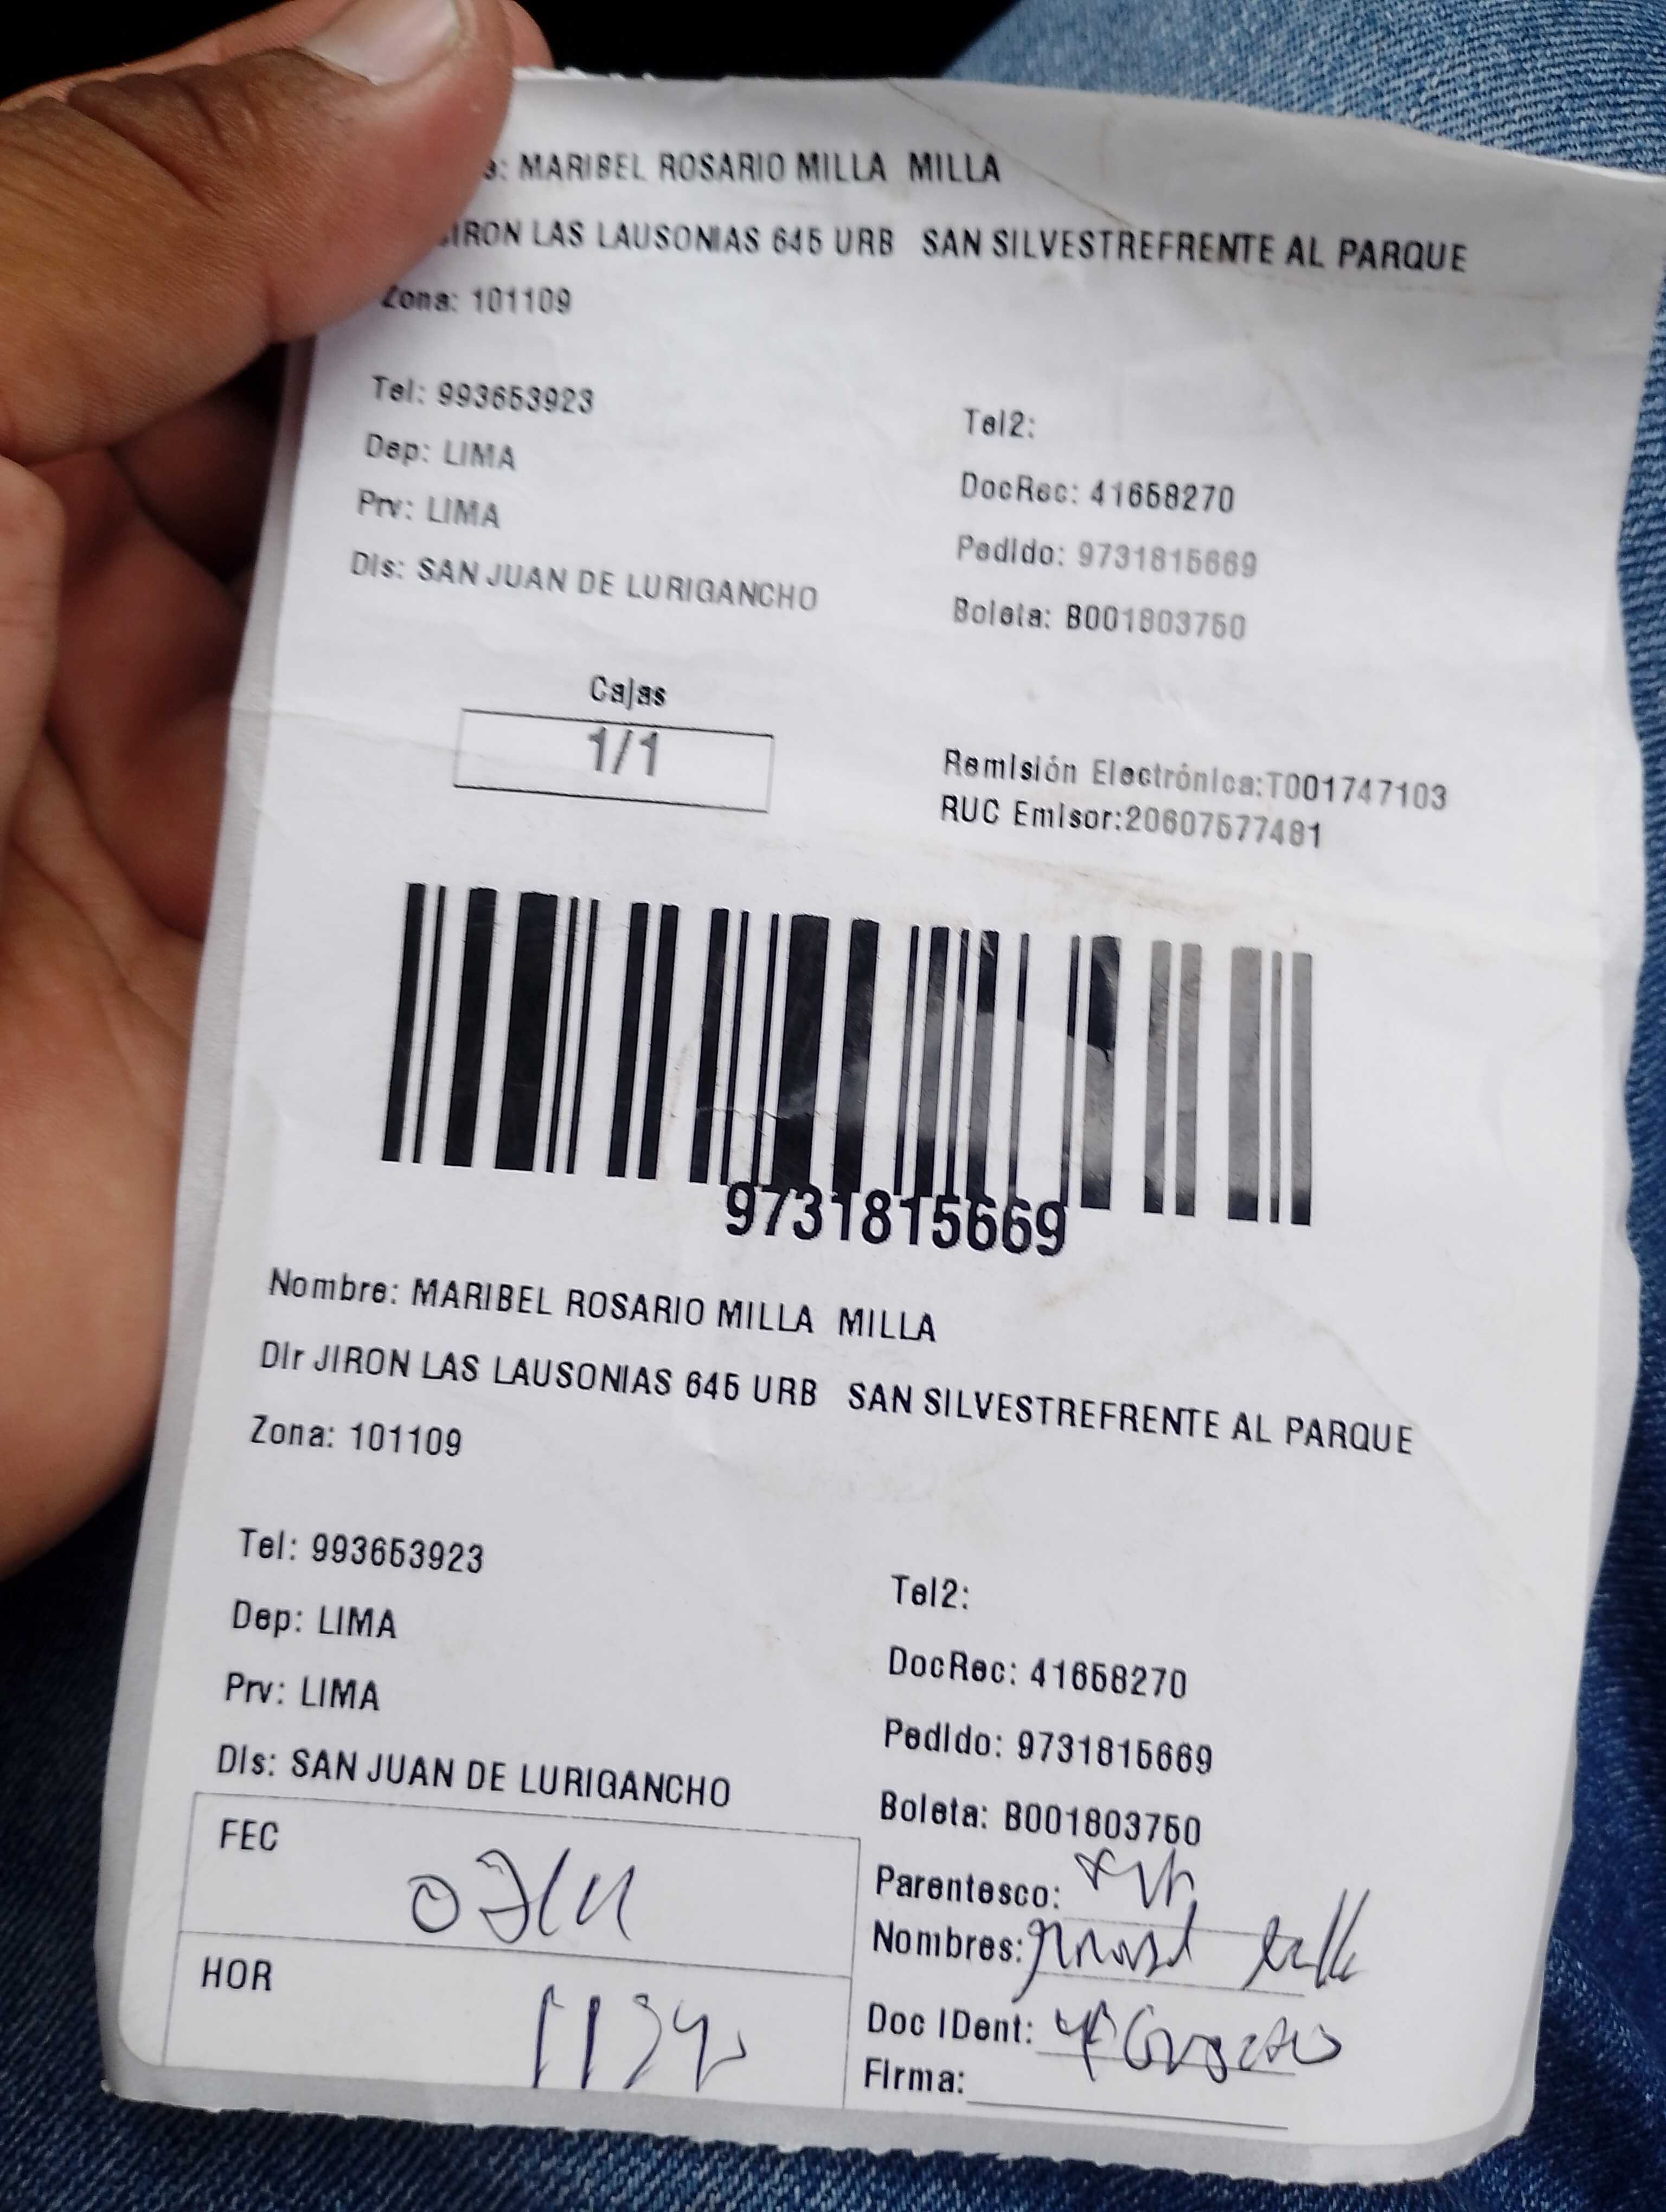 : MARIBEL ROSARIO MILLA MILLA
JIRON LAS LAUSONIAS 645 URB SAN SILVESTREFRENTE AL PARQUE
Zona: 101109
Tel: 993653923
Tel2:
Dep: LIMA
DocRec: 41658270
Prv: LIMA
Pedido: 9731815669
Dis: SAN JUAN DE LURIGANCHO
Boleta: B001803750
Cajas
1/1
Remisión Electrónica:T001747103
RUC Emisor:20607577481
9731815669
Nombre: MARIBEL ROSARIO MILLA MILLA
Dir JIRON LAS LAUSONIAS 645 URB SAN SILVESTREFRENTE AL PARQUE
Zona: 101109
Tel: 993653923
Tel2:
Dep: LIMA
DocRec: 41658270
Prv: LIMA
Pedido: 9731815669
Dis: SAN JUAN DE LURIGANCHO
Boleta: B001803750
FEC
Parentesco:
Nombres:
HOR
Doc IDent:
Firma: